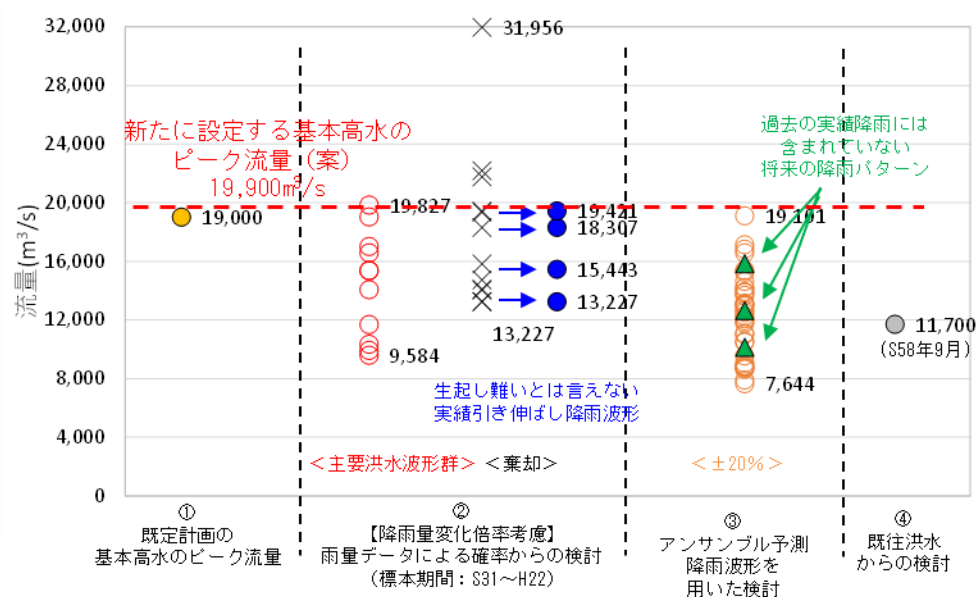 32,000
28,000
24,000
20,000
16,000
12,000
8,000
4,000
0
流量(m³/s)
新たに設定する基本高水の
ピーク流量（案）
19,900m³/s
19,000
19,827
9,584
31,956
19,421
18,307
15,443
13,227
13,227
生起し難いとは言えない
実績引き伸ばし降雨波形
＜主要洪水波形群＞
＜棄却＞
過去の実績降雨には
含まれていない
将来の降雨パターン
19,101
7,644
＜±20%＞
11,700
(S58年9月)
①
既定計画の
基本高水のピーク流量
②
【降雨量変化倍率考慮】
雨量データによる確率からの検討
（標本期間：S31～H22）
③
アンサンブル予測
降雨波形を
用いた検討
④
既往洪水
からの検討